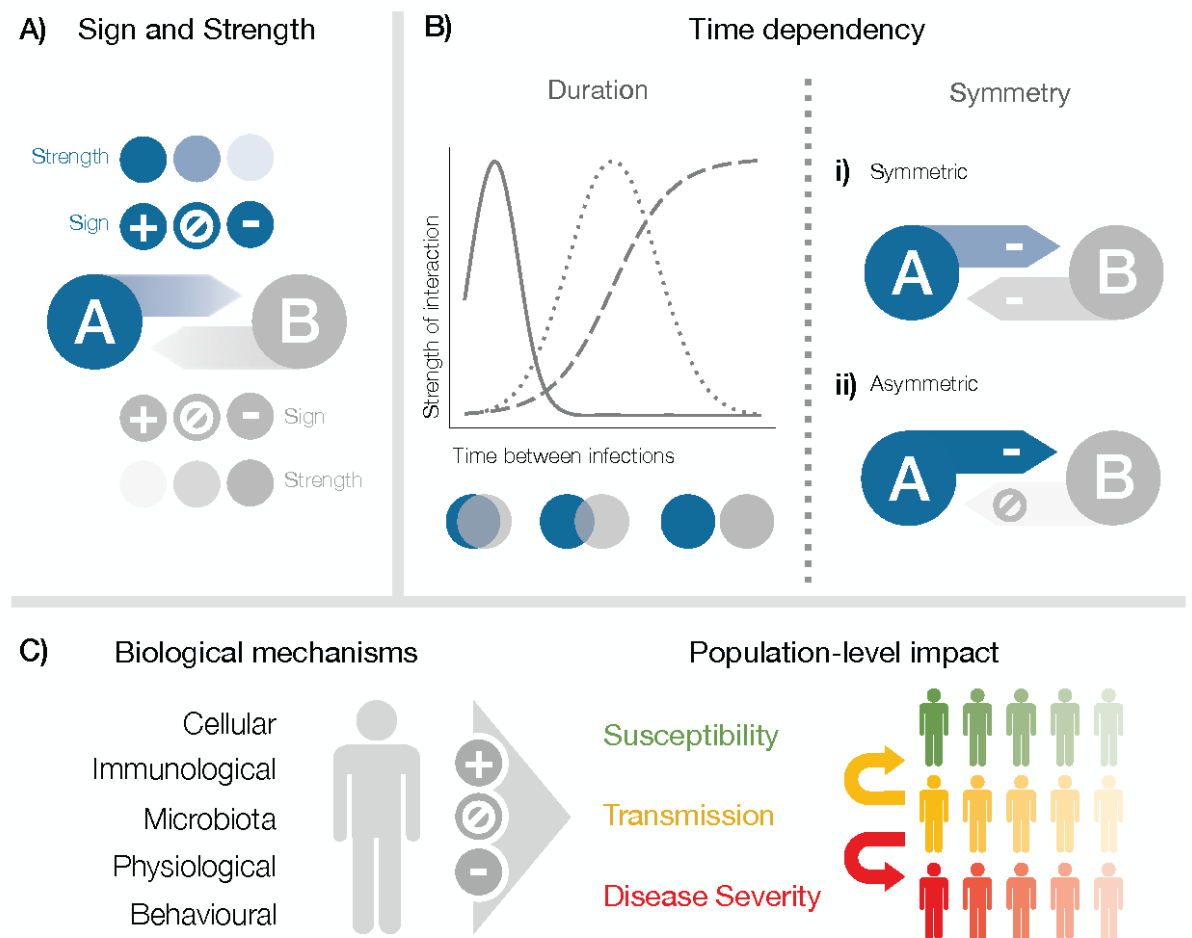 A) Sign and Strength
Strength
Sign
+ -
A B
+ -
Sign
Strength
B) Time dependency
Duration
Strength of interaction
Time between infections
Symmetry
i) Symmetric
A - B
-
ii) Asymmetric
A - B
C) Biological mechanisms
Cellular
Immunological
Microbiota
Physiological
Behavioural
+
-
Population-level impact
Susceptibility
Transmission
Disease Severity